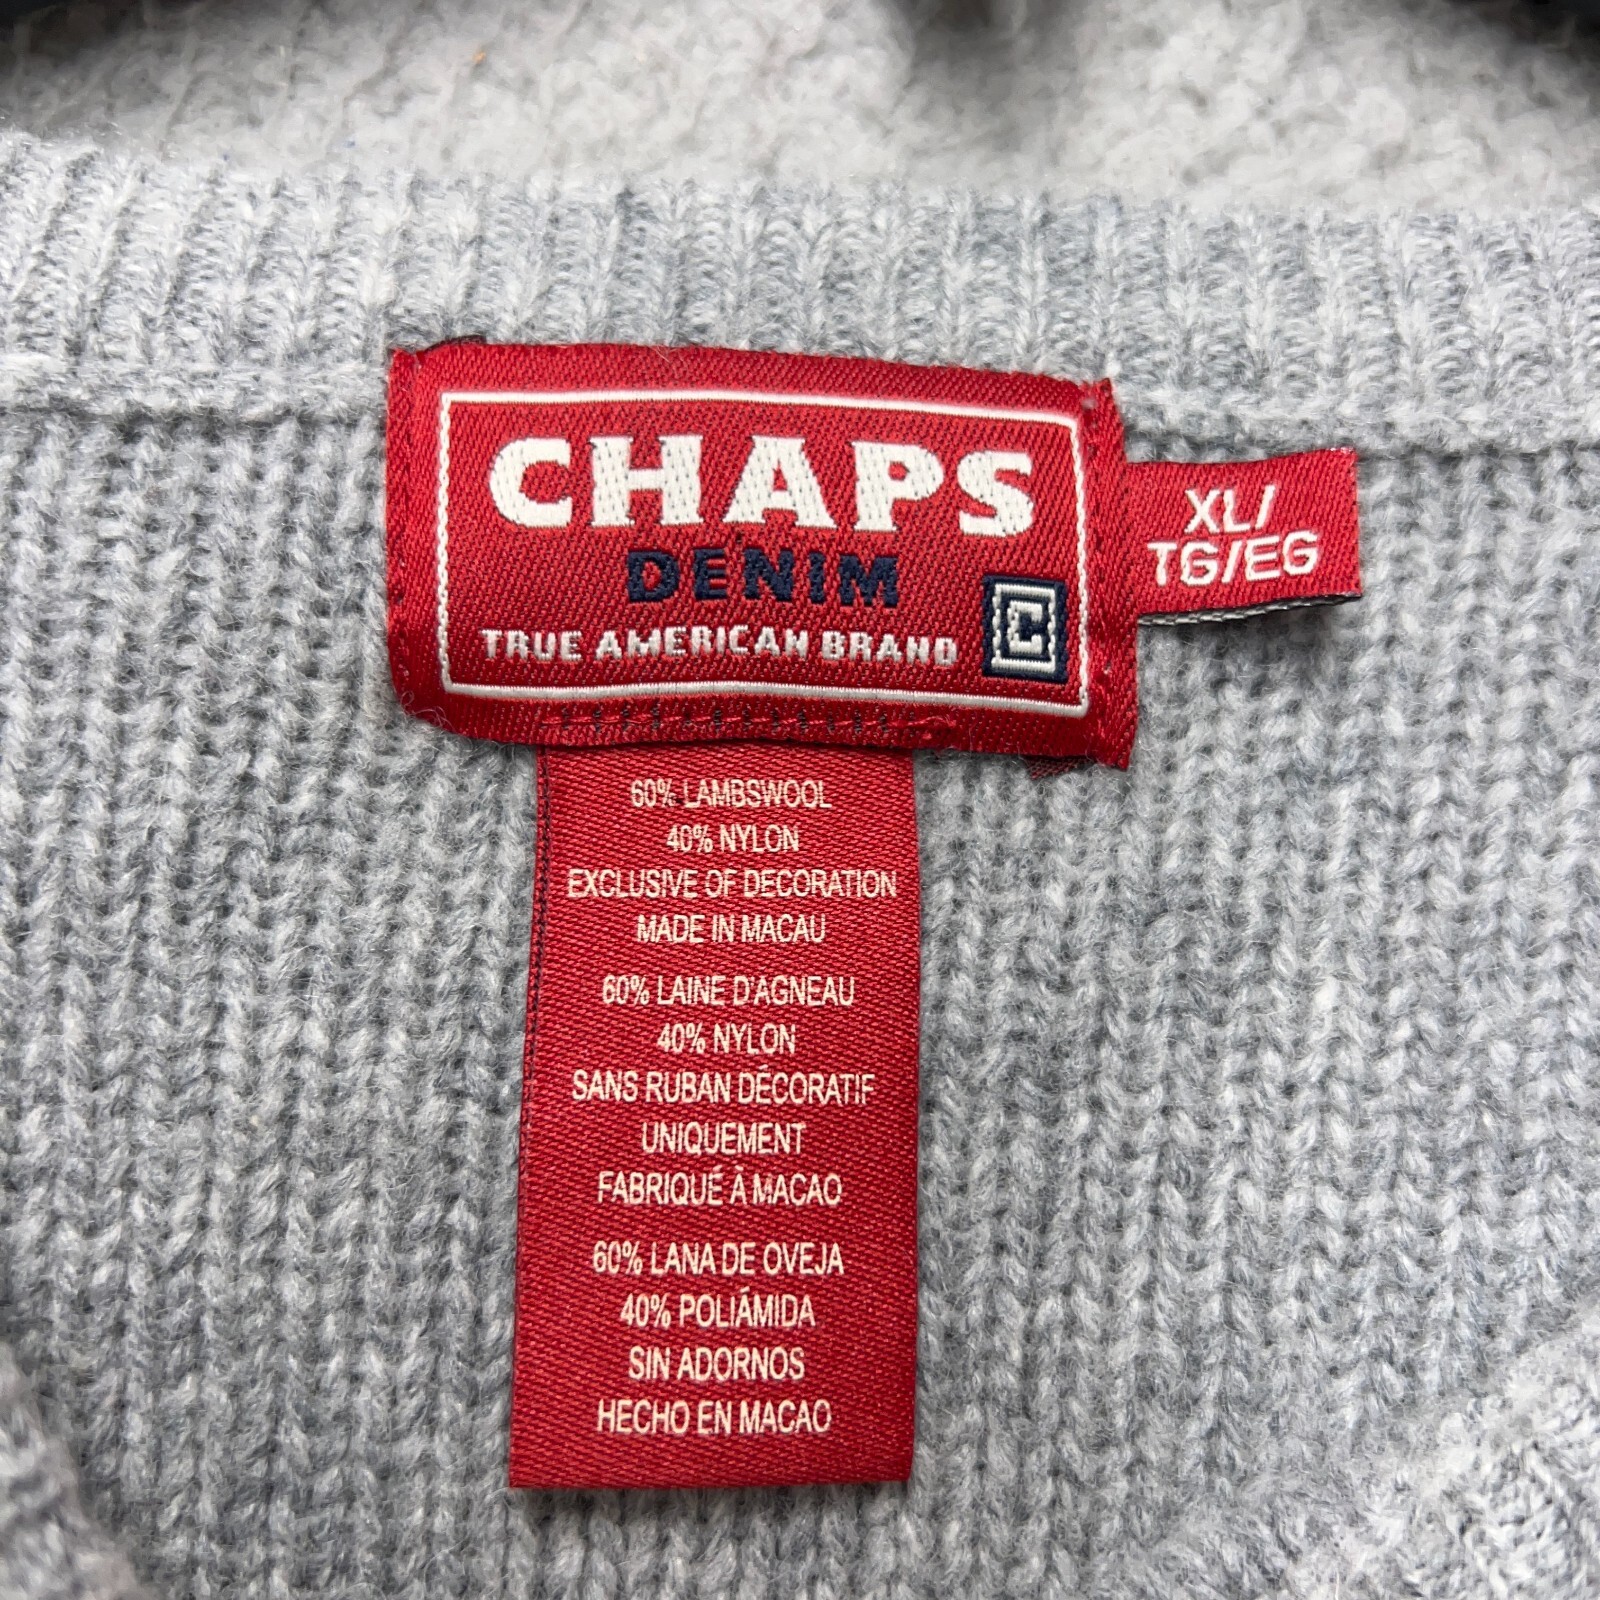 CHAPS
DENIM
TRUE AMERICAN BRAND
C
XL/
TG/EG
60% LAMBSWOOL
40% NYLON
EXCLUSIVE OF DECORATION
MADE IN MACAU
60% LAINE D'AGNEAU
40% NYLON
SANS RUBAN DÉCORATIF
UNIQUEMENT
FABRIQUÉ À MACAO
60% LANA DE OVEJA
40% POLIÁMIDA
SIN ADORNOS
HECHO EN MACAO